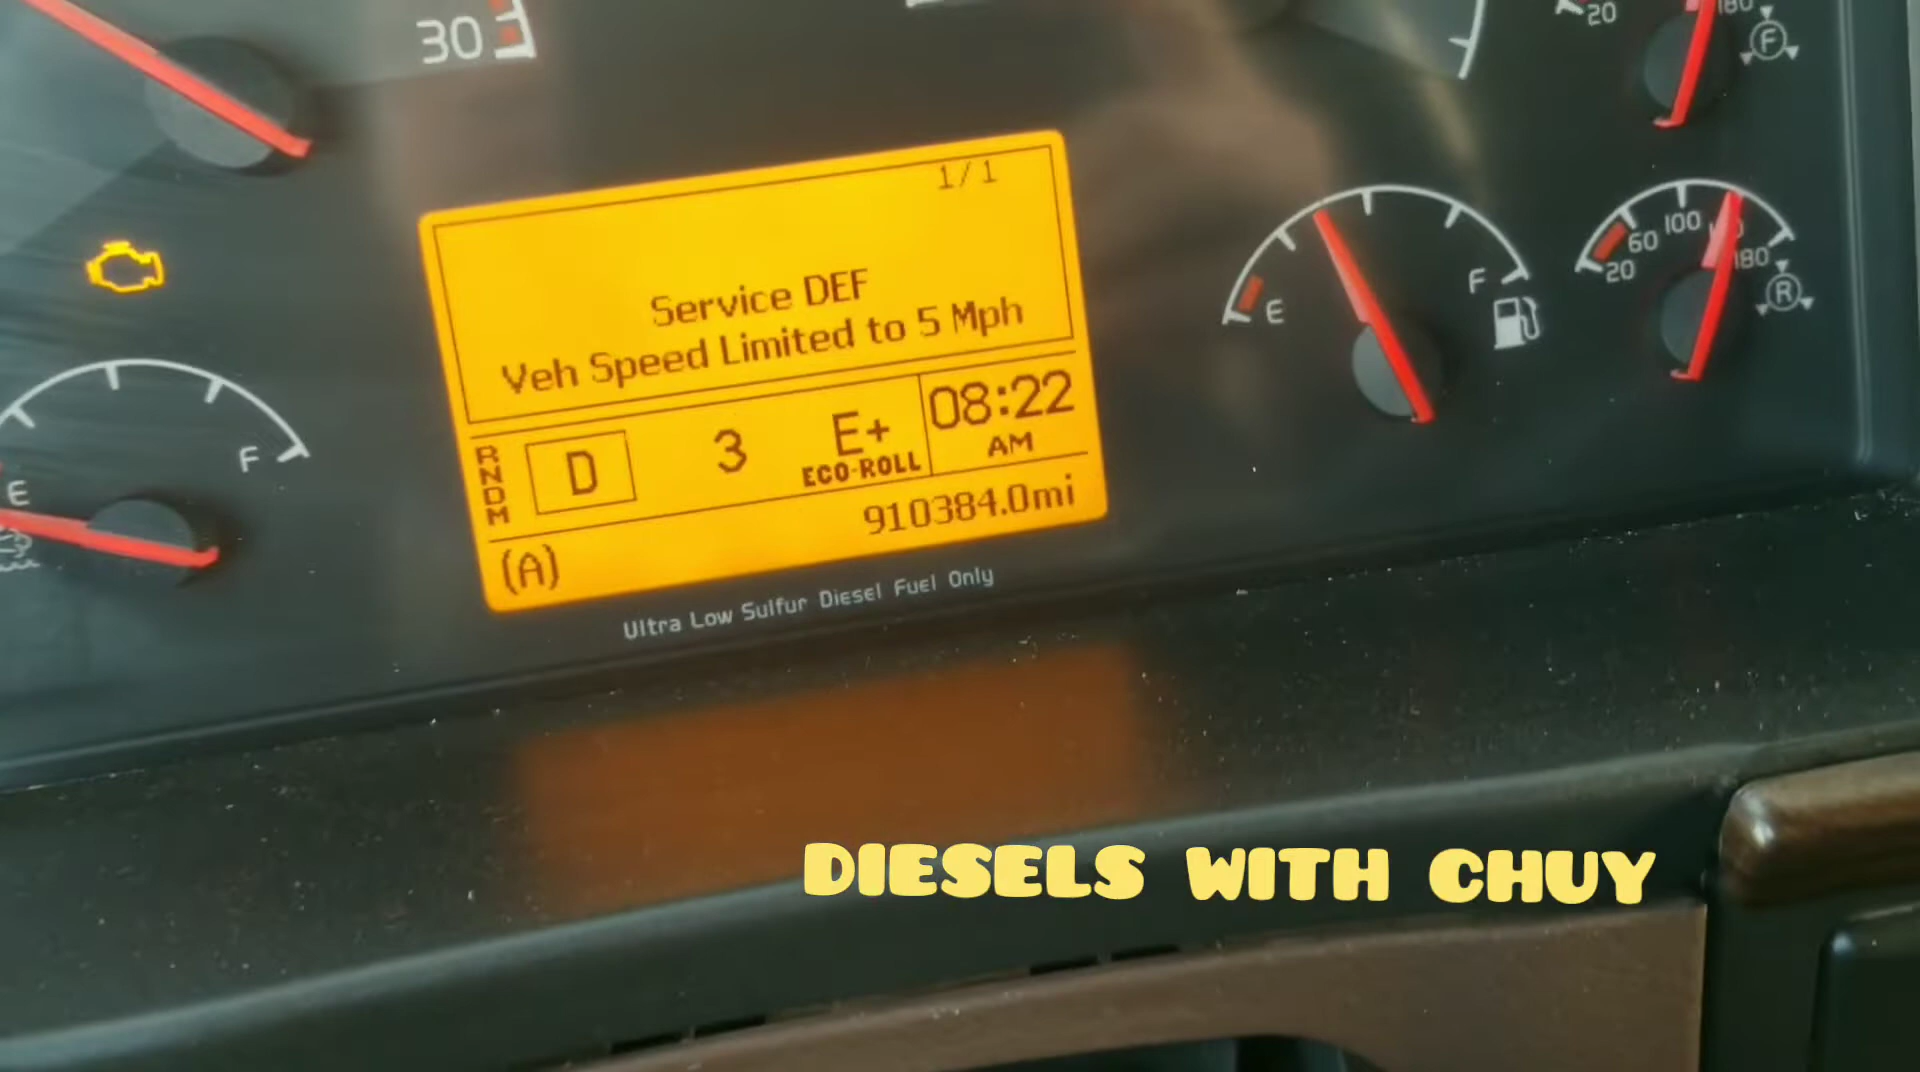 30
20
180
F
1/1
Service DEF
Veh Speed Limited to 5 Mph
R
N
D
M
D
3
E+
ECO-ROLL
08:22
AM
910384.0mi
(A)
Ultra Low Sulfur Diesel Fuel Only
E
F
E
F
20
60
100
180
R
DIESELS WITH CHUY